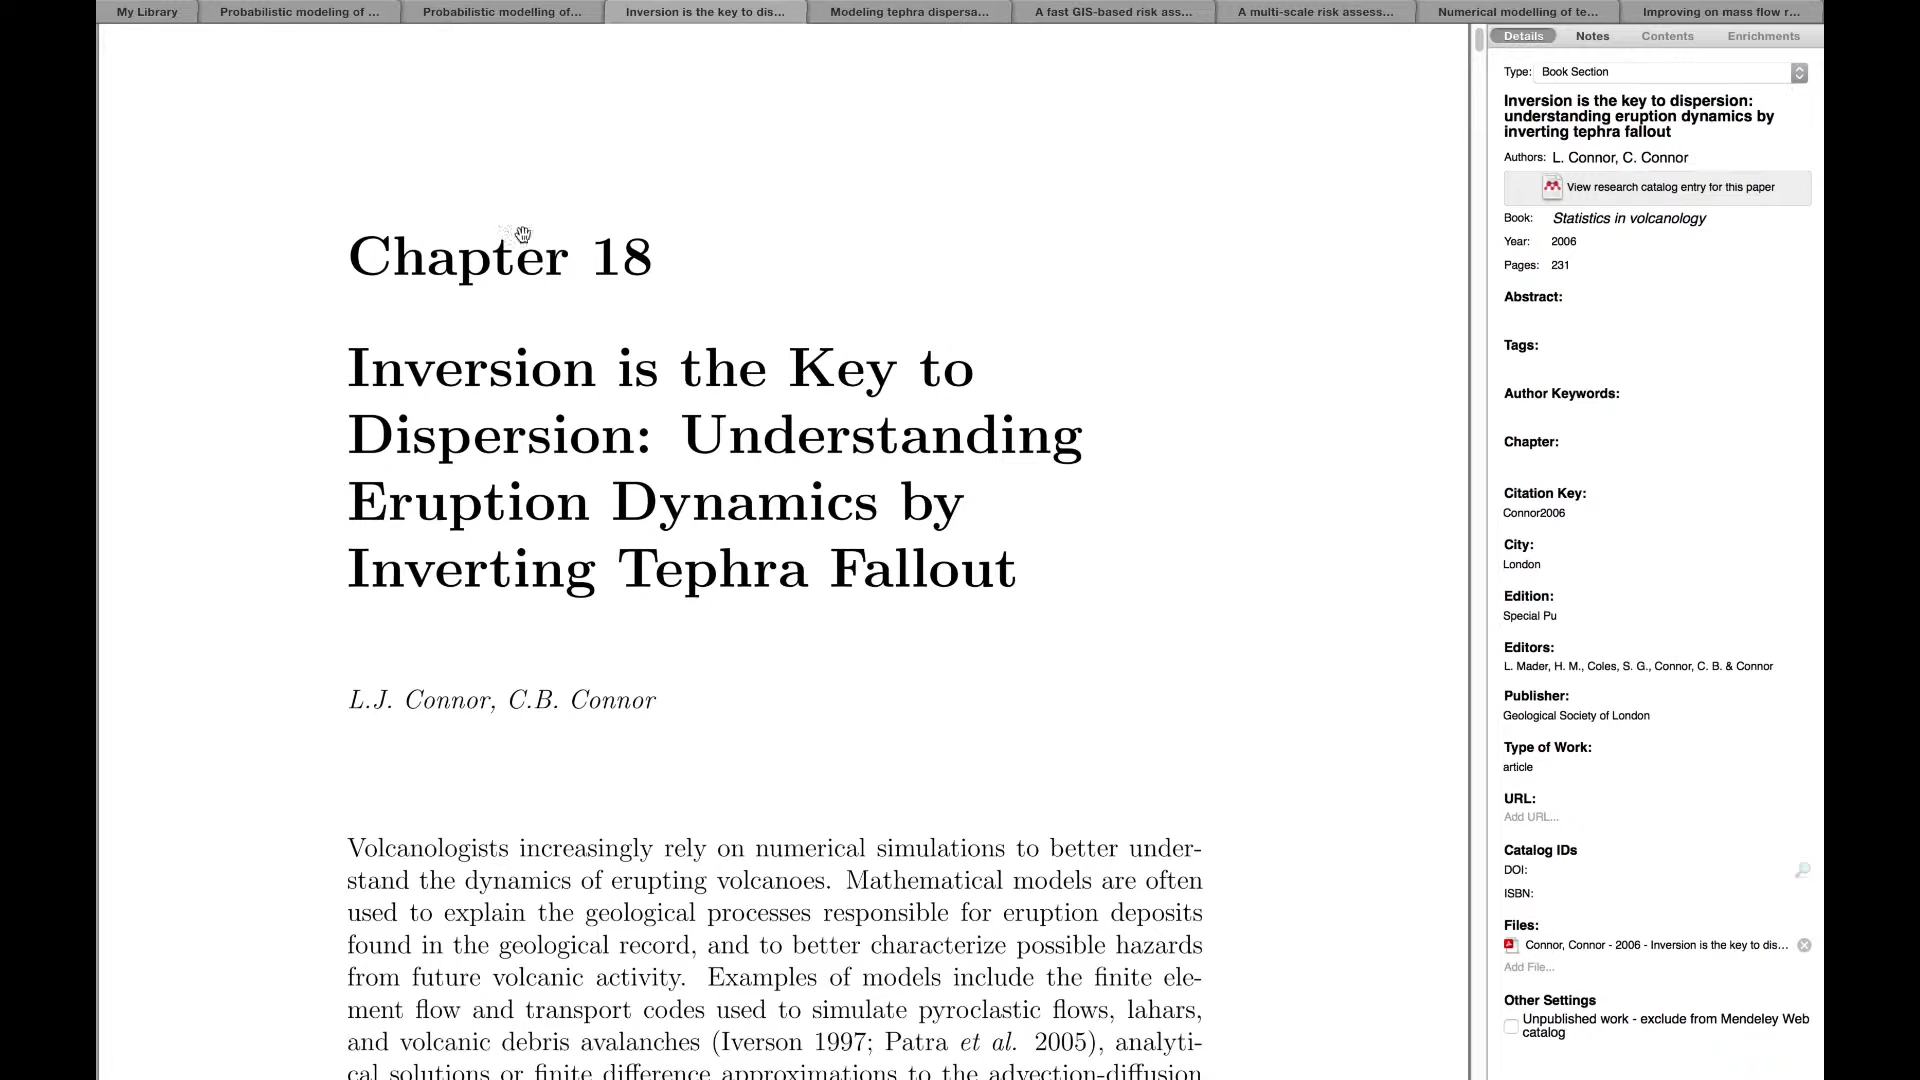 My Library
Probabilistic modeling of ...
Probabilistic modelling of...
Inversion is the key to dis...
Modeling tephra dispersa...
A fast GIS-based risk ass...
A multi-scale risk assess...
Numerical modelling of te...
Improving on mass flow r...
Chapter 18
Inversion is the Key to
Dispersion: Understanding
Eruption Dynamics by
Inverting Tephra Fallout
L.J. Connor, C.B. Connor
Volcanologists increasingly rely on numerical simulations to better under-
stand the dynamics of erupting volcanoes. Mathematical models are often
used to explain the geological processes responsible for eruption deposits
found in the geological record, and to better characterize possible hazards
from future volcanic activity. Examples of models include the finite ele-
ment flow and transport codes used to simulate pyroclastic flows, lahars,
and volcanic debris avalanches (Iverson 1997; Patra et al. 2005), analyti-
cal solutions or finite difference approximations to the advection-diffusion
Details Notes Contents Enrichments
Type: Book Section
Inversion is the key to dispersion:
understanding eruption dynamics by
inverting tephra fallout
Authors: L. Connor, C. Connor
View research catalog entry for this paper
Book: Statistics in volcanology
Year: 2006
Pages: 231
Abstract:
Tags:
Author Keywords:
Chapter:
Citation Key:
Connor2006
City:
London
Edition:
Special Pu
Editors:
L. Mader, H. M., Coles, S. G., Connor, C. B. & Connor
Publisher:
Geological Society of London
Type of Work:
article
URL:
Add URL...
Catalog IDs
DOI:
ISBN:
Files:
Connor, Connor - 2006 - Inversion is the key to dis...
Add File...
Other Settings
Unpublished work - exclude from Mendeley Web
catalog